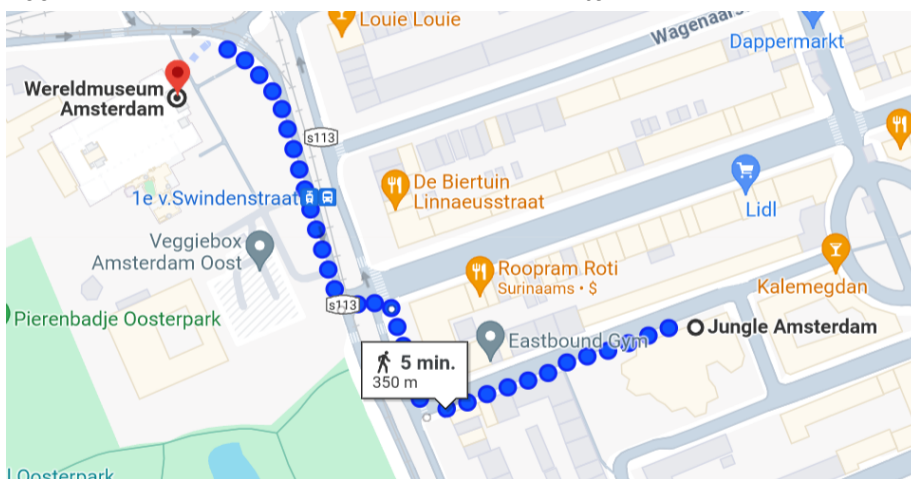 Louie Louie
Wagenaars
Dappermarkt
Wereldmuseum
Amsterdam
s113
De Biertuin
Linnaeusstraat
1e v.Swindenstraat
Lidl
Veggiebox
Amsterdam Oost
Roopram Roti
Surinaams • $
Kalemegdan
s113
Pierenbadje Oosterpark
Eastbound Gym
Jungle Amsterdam
5 min.
350 m
l Oosterpark